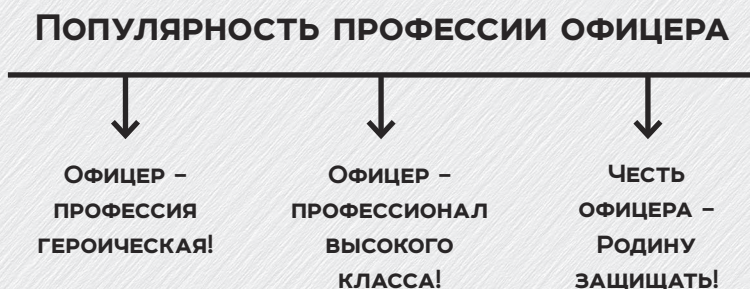 Популярность профессии офицера
Офицер –
профессия
героическая!
Офицер –
профессионал
высокого
класса!
Честь
офицера –
Родину
защищать!